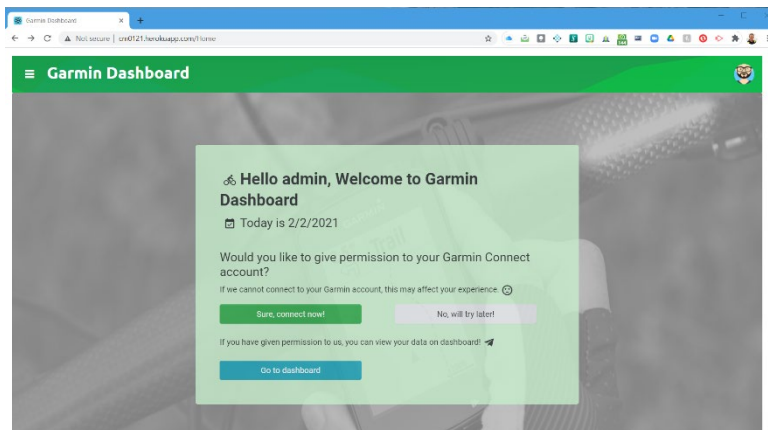 Garmin Dashboard
Not secure | cm0121.herokuapp.com/Home
Garmin Dashboard
Hello admin, Welcome to Garmin
Dashboard
Today is 2/2/2021
Would you like to give permission to your Garmin Connect
account?
If we cannot connect to your Garmin account, this may affect your experience.
Sure, connect now!
No, will try later!
If you have given permission to us, you can view your data on dashboard!
Go to dashboard